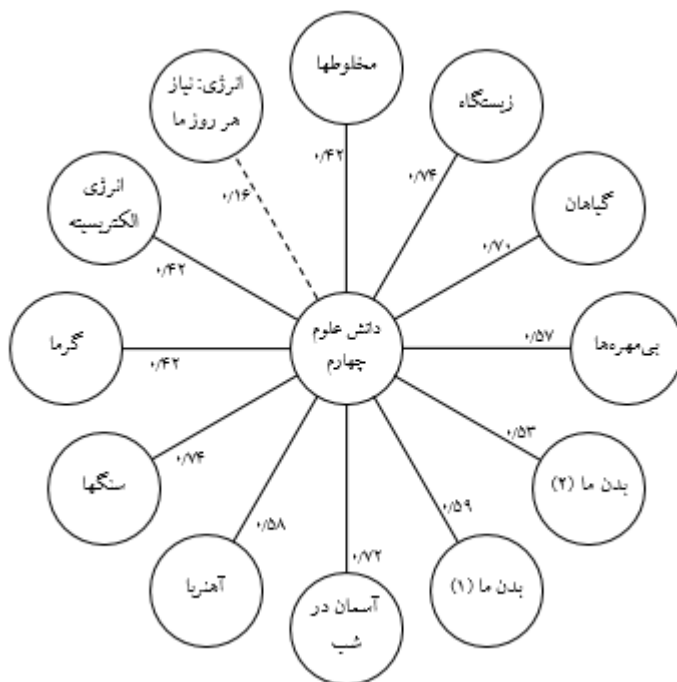 مخلوطها
۰/۴۲
زیستگاه
۰/۷۴
گیاهان
۰/۷۰
بی‌مهره‌ها
۰/۵۷
بدن ما (۲)
۰/۵۳
بدن ما (۱)
۰/۵۹
آسمان در
شب
۰/۷۲
آهنربا
۰/۵۸
سنگها
۰/۷۴
گرما
۰/۴۲
انرژی
الکتریسیته
۰/۴۲
انرژی: نیاز
هر روز ما
۰/۱۶
دانش علوم
چهارم